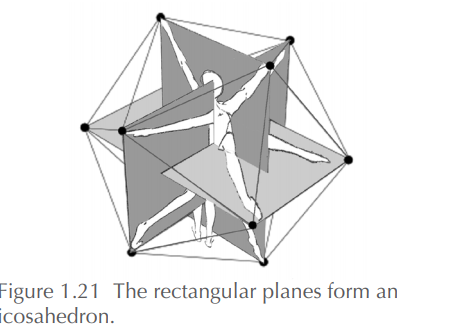 Figure 1.21 The rectangular planes form an
icosahedron.